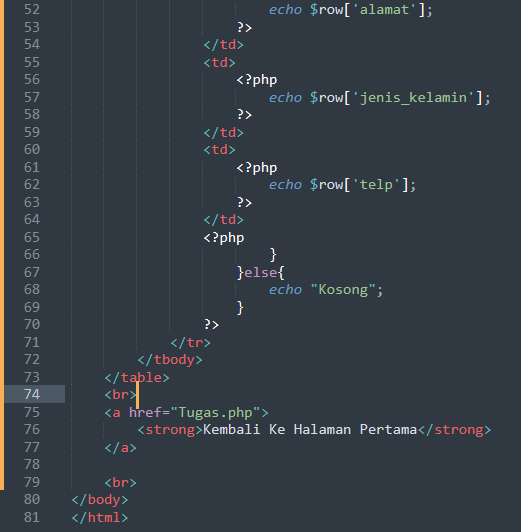 52 echo $row['alamat'];
53 ?>
54 </td>
55 <td>
56 <?php
57 echo $row['jenis_kelamin'];
58 ?>
59 </td>
60 <td>
61 <?php
62 echo $row['telp'];
63 ?>
64 </td>
65 <?php
66 }
67 }else{
68 echo "Kosong";
69 }
70 ?>
71 </tr>
72 </tbody>
73 </table>
74 <br>
75 <a href="Tugas.php">
76 <strong>Kembali Ke Halaman Pertama</strong>
77 </a>
78
79 <br>
80 </body>
81 </html>